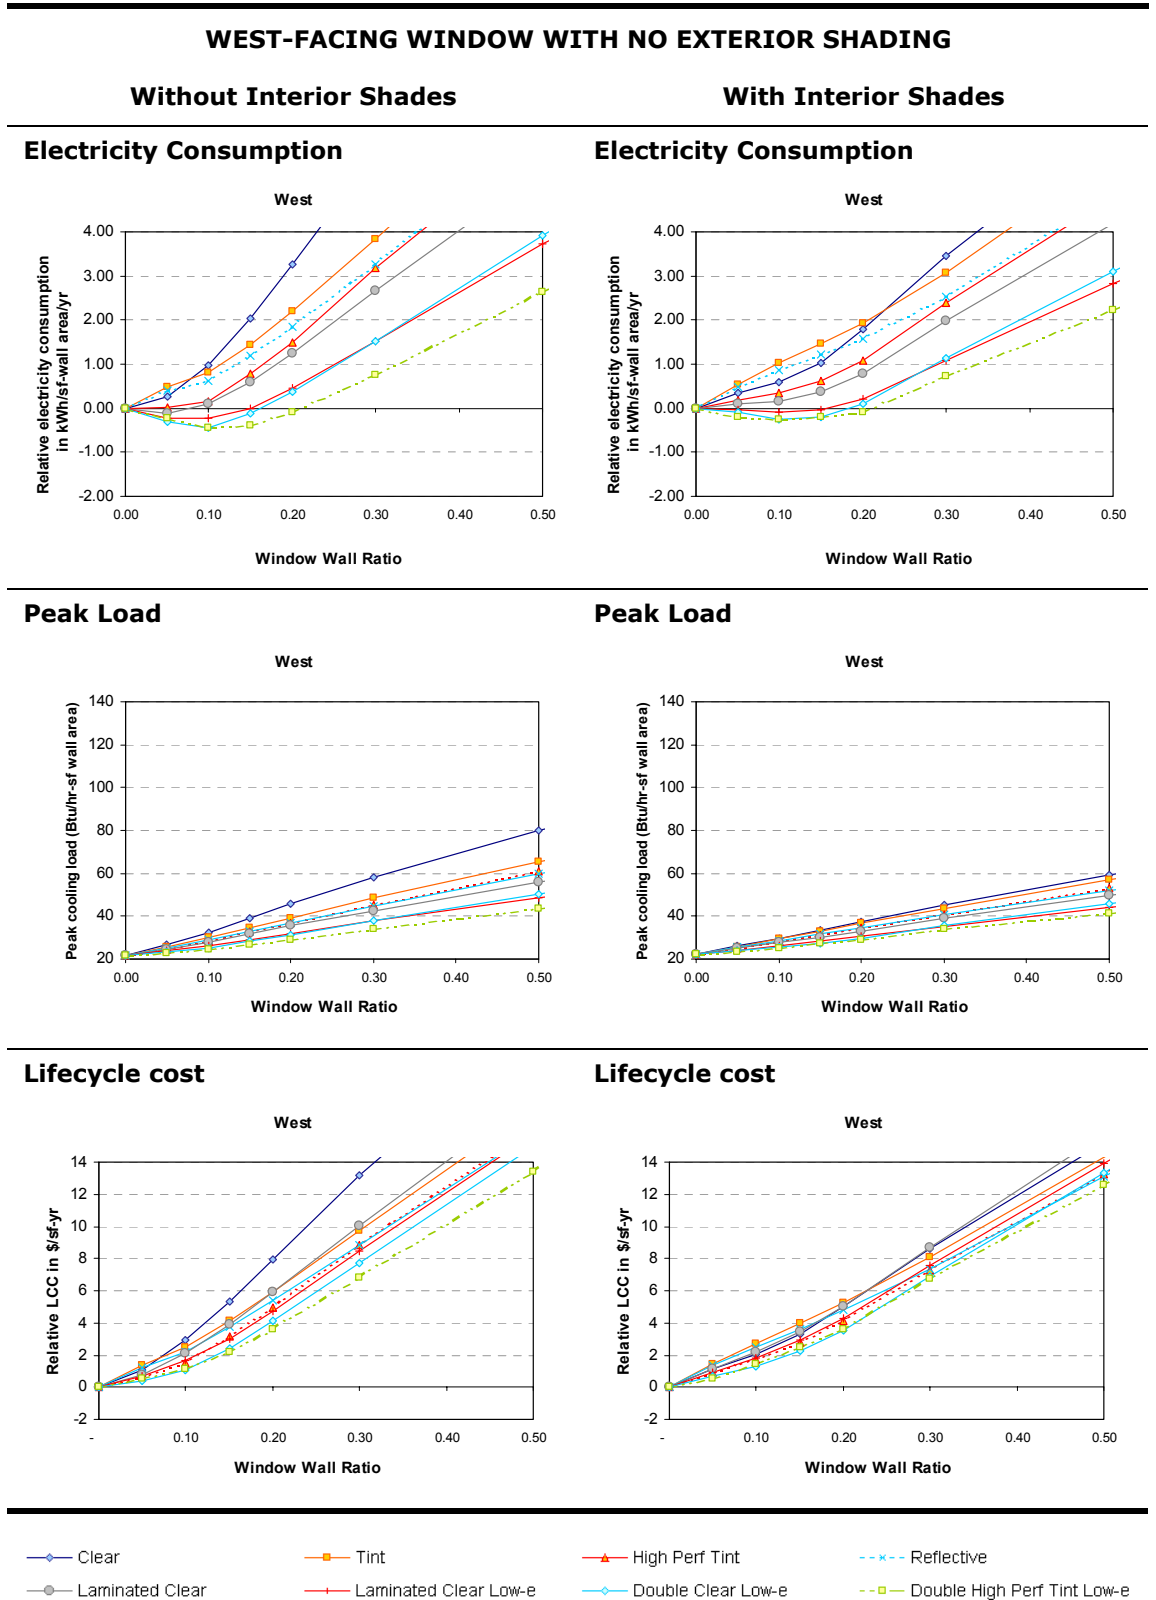 WEST-FACING WINDOW WITH NO EXTERIOR SHADING
Without Interior Shades
With Interior Shades
Electricity Consumption
Electricity Consumption
West
Relative electricity consumption
in kWh/sf-wall area/yr
4.00
3.00
2.00
1.00
0.00
-1.00
-2.00
0.00 0.10 0.20 0.30 0.40 0.50
Window Wall Ratio
West
Relative electricity consumption
in kWh/sf-wall area/yr
4.00
3.00
2.00
1.00
0.00
-1.00
-2.00
0.00 0.10 0.20 0.30 0.40 0.50
Window Wall Ratio
Peak Load
Peak Load
West
Peak cooling load (Btu/hr-sf wall area)
140
120
100
80
60
40
20
0.00 0.10 0.20 0.30 0.40 0.50
Window Wall Ratio
West
Peak cooling load (Btu/hr-sf wall area)
140
120
100
80
60
40
20
0.00 0.10 0.20 0.30 0.40 0.50
Window Wall Ratio
Lifecycle cost
Lifecycle cost
West
Relative LCC in $/sf-yr
14
12
10
8
6
4
2
0
-2
- 0.10 0.20 0.30 0.40 0.50
Window Wall Ratio
West
Relative LCC in $/sf-yr
14
12
10
8
6
4
2
0
-2
- 0.10 0.20 0.30 0.40 0.50
Window Wall Ratio
Clear Tint High Perf Tint Reflective
Laminated Clear Laminated Clear Low-e Double Clear Low-e Double High Perf Tint Low-e